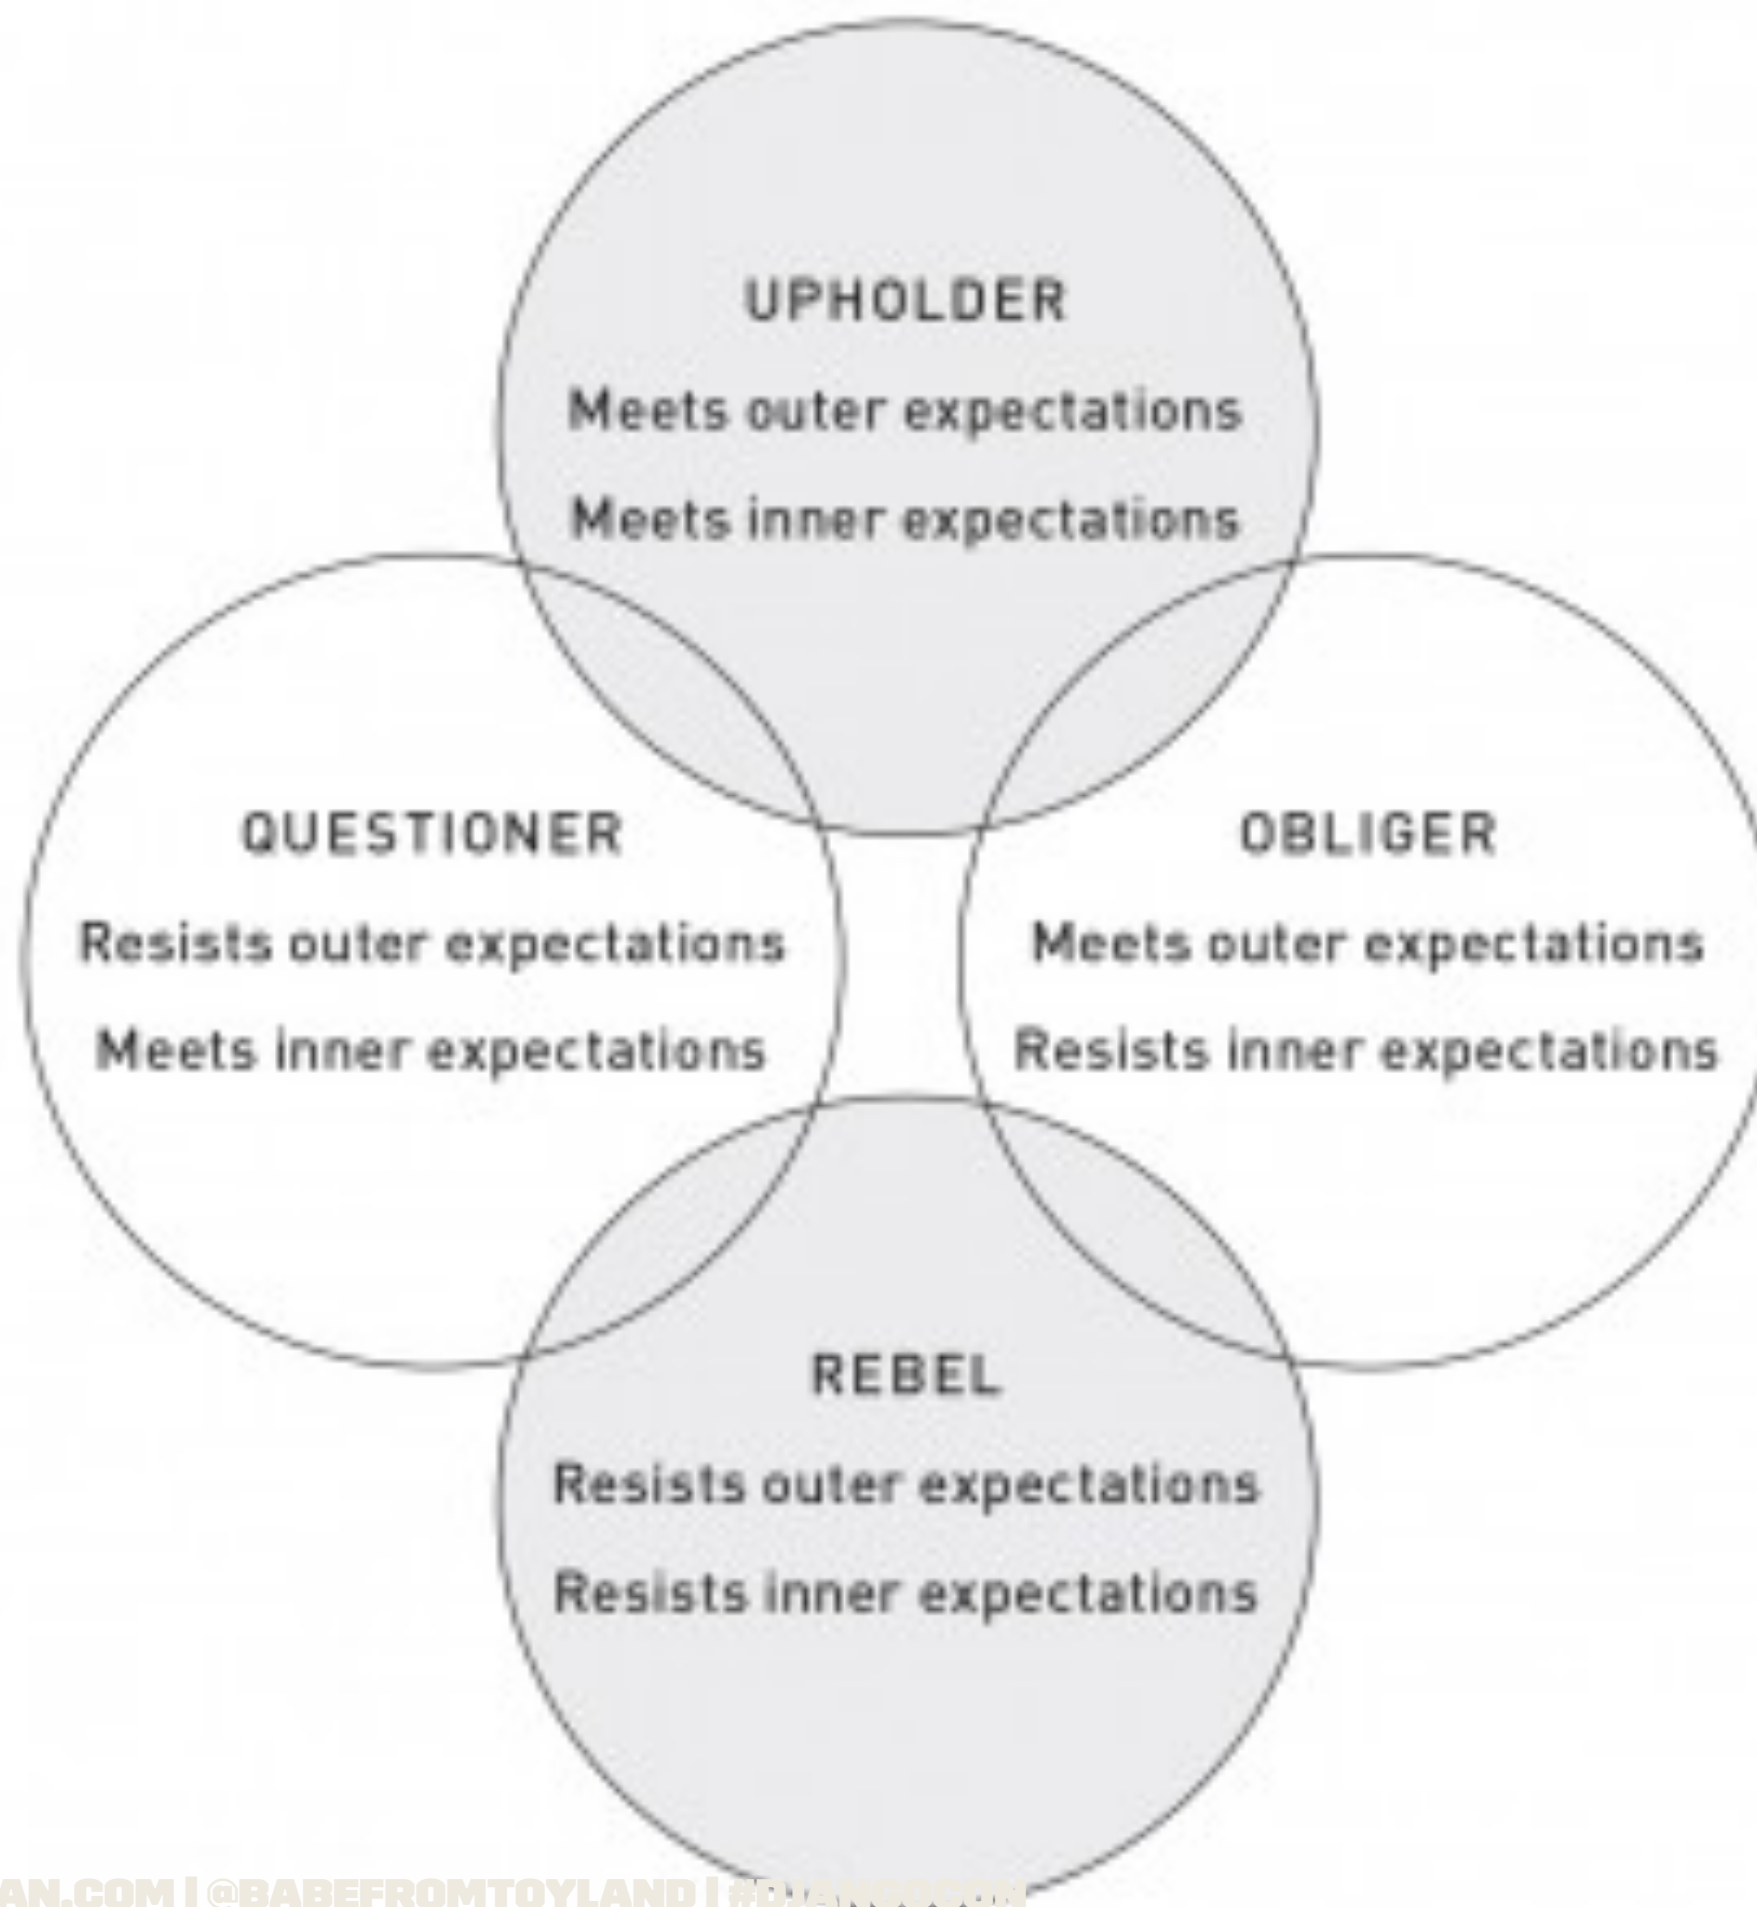 UPHOLDER
Meets outer expectations
Meets inner expectations
QUESTIONER
Resists outer expectations
Meets inner expectations
OBLIGER
Meets outer expectations
Resists inner expectations
REBEL
Resists outer expectations
Resists inner expectations
AN.COM | @BABEFROMTOYLAND | #DJANGOCON